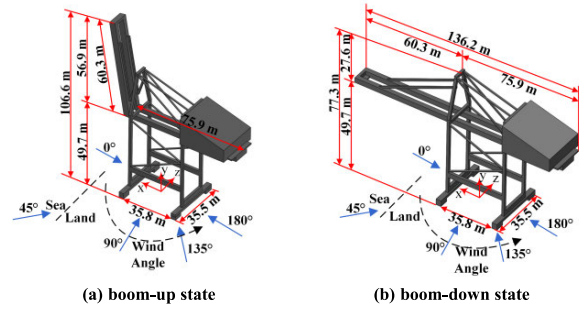 106.6 m
56.9 m
60.3 m
49.7 m
75.9 m
0°
y
x
z
45°
Sea
Land
35.8 m
35.5 m
180°
90°
Wind
Angle
135°
(a) boom-up state
136.2 m
60.3 m
75.9 m
27.6 m
77.3 m
49.7 m
0°
y
x
z
45°
Sea
Land
35.8 m
35.5 m
180°
90°
Wind
Angle
135°
(b) boom-down state